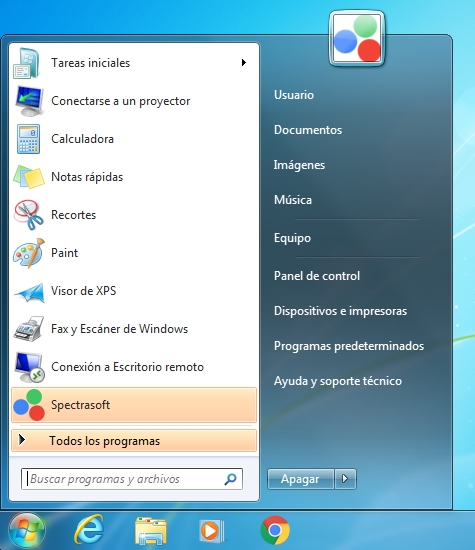 Tareas iniciales
Conectarse a un proyector
Calculadora
Notas rápidas
Recortes
Paint
Visor de XPS
Fax y Escáner de Windows
Conexión a Escritorio remoto
Spectrasoft
Todos los programas
Buscar programas y archivos
Usuario
Documentos
Imágenes
Música
Equipo
Panel de control
Dispositivos e impresoras
Programas predeterminados
Ayuda y soporte técnico
Apagar